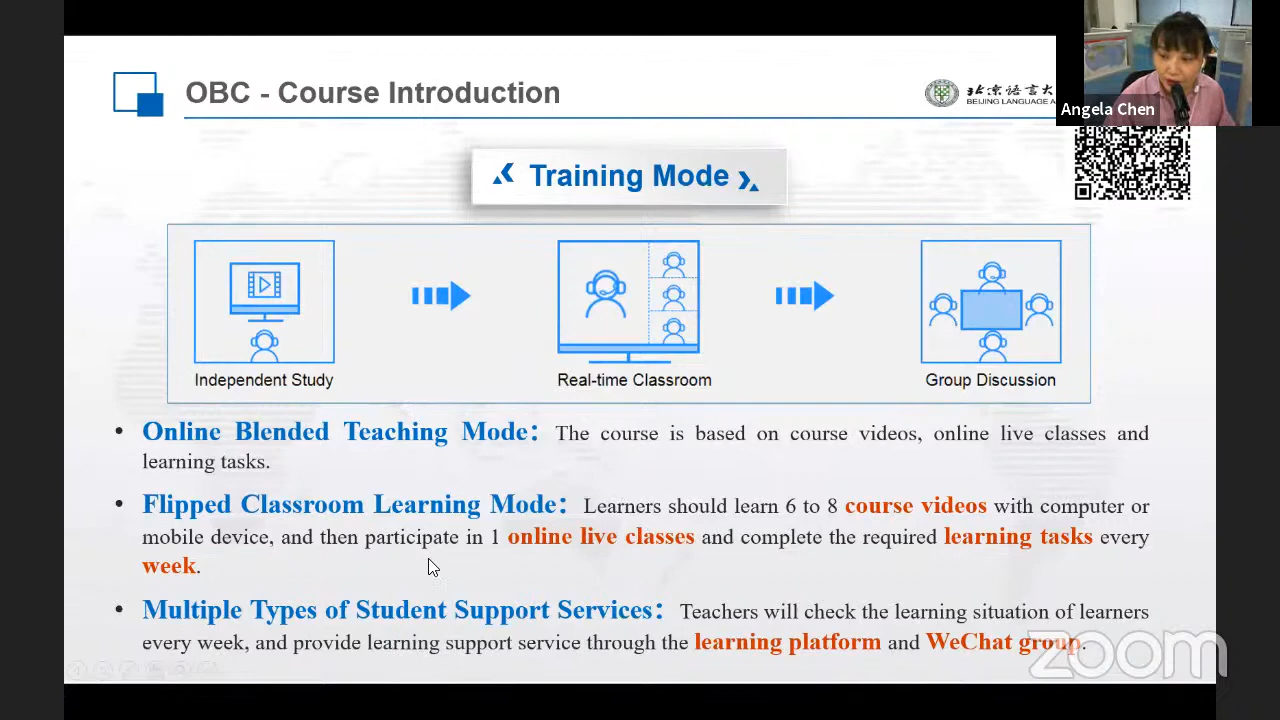 OBC - Course Introduction
北京语言大
BEIJING LANGUAGE A
Angela Chen
Training Mode
Independent Study
Real-time Classroom
Group Discussion
• Online Blended Teaching Mode： The course is based on course videos, online live classes and
learning tasks.
• Flipped Classroom Learning Mode： Learners should learn 6 to 8 course videos with computer or
mobile device, and then participate in 1 online live classes and complete the required learning tasks every
week.
• Multiple Types of Student Support Services： Teachers will check the learning situation of learners
every week, and provide learning support service through the learning platform and WeChat group.
zoom